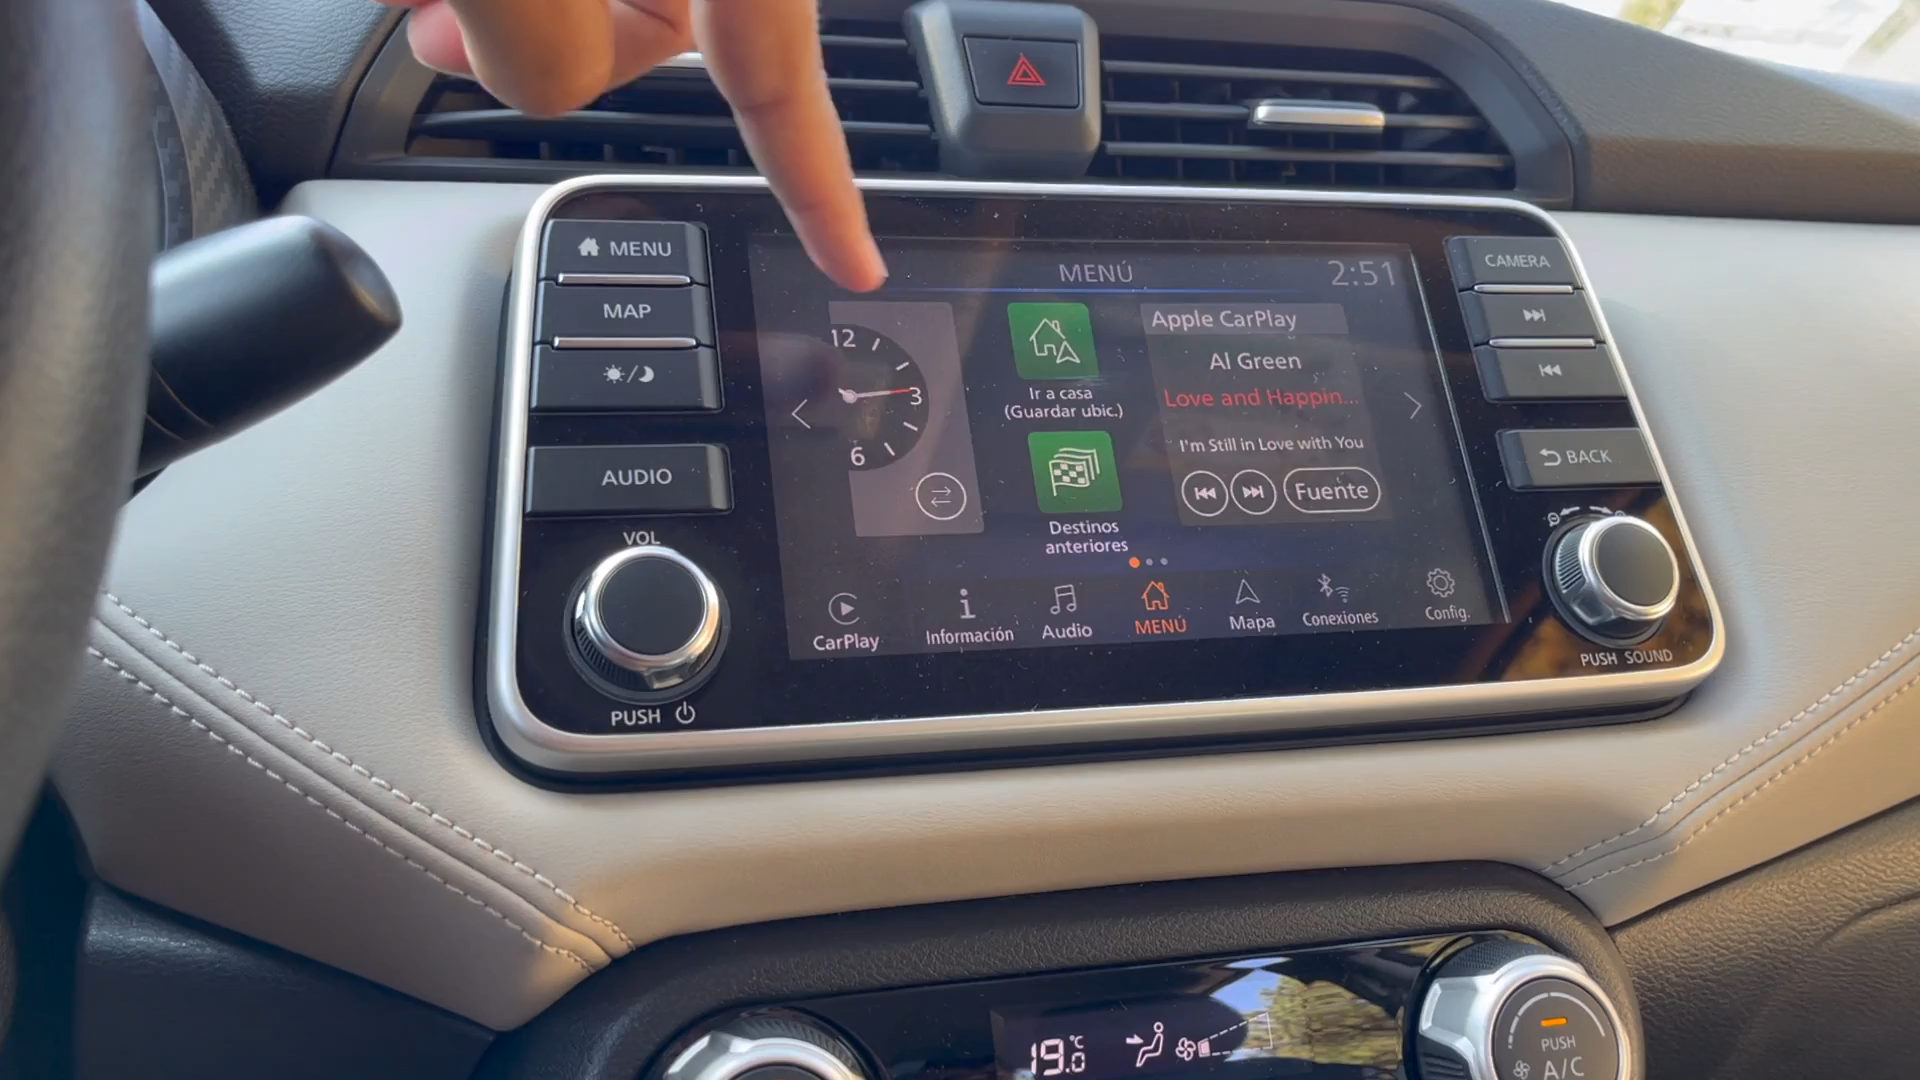 MENU
MAP
AUDIO
VOL
PUSH
MENÚ
2:51
12
3
6
Ir a casa
(Guardar ubic.)
Destinos
anteriores
Apple CarPlay
Al Green
Love and Happin...
I'm Still in Love with You
Fuente
CarPlay
Información
Audio
MENÚ
Mapa
Conexiones
Config.
CAMERA
BACK
PUSH SOUND
19.0 °C
PUSH
A/C